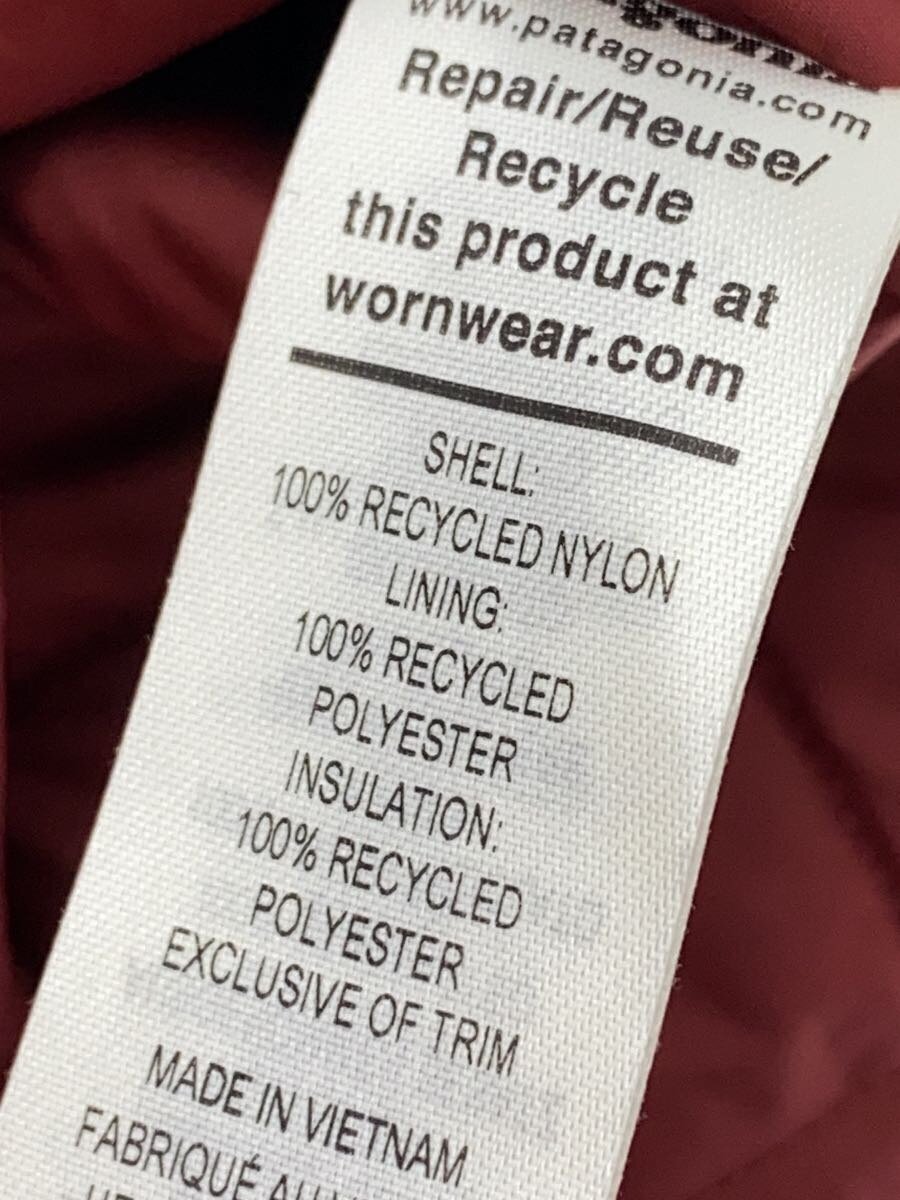 www.patagonia.com
Repair/Reuse/
Recycle
this product at
wornwear.com
SHELL:
100% RECYCLED NYLON
LINING:
100% RECYCLED
POLYESTER
INSULATION:
100% RECYCLED
POLYESTER
EXCLUSIVE OF TRIM
MADE IN VIETNAM
FABRIQUÉ